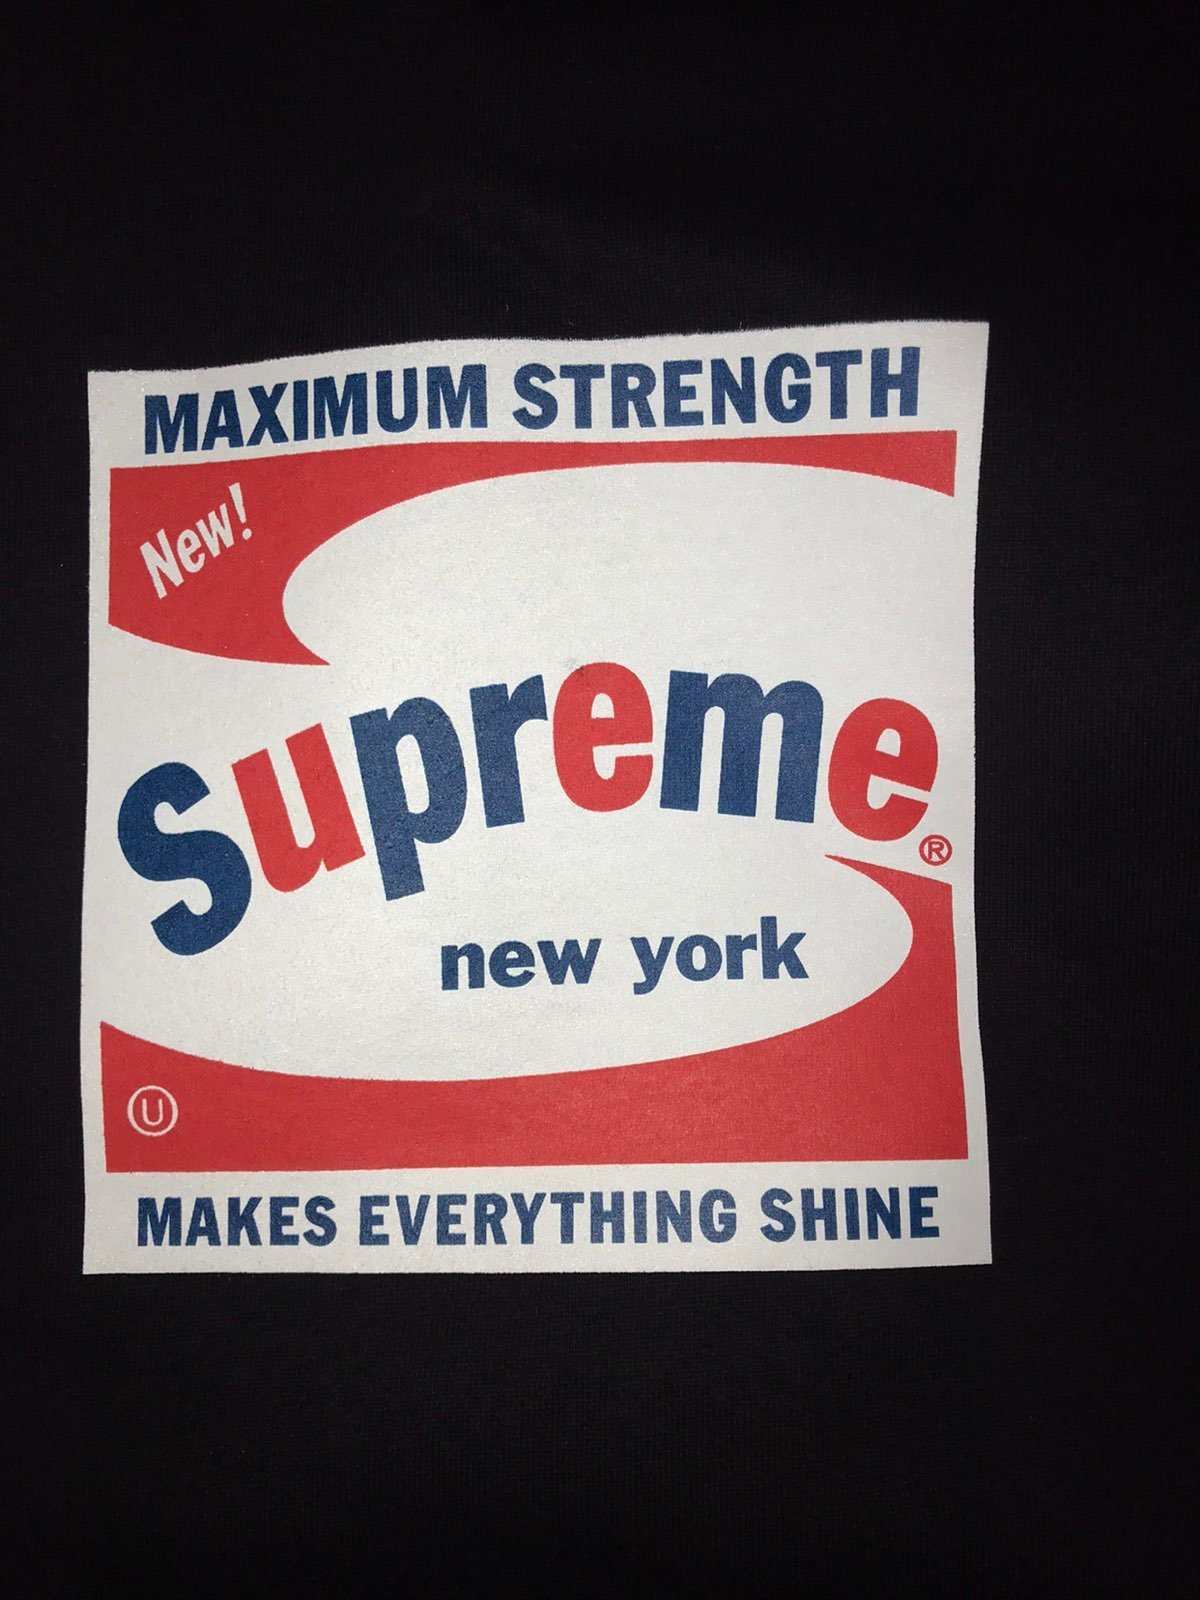 MAXIMUM STRENGTH
New!
Supreme®
new york
Ⓤ
MAKES EVERYTHING SHINE